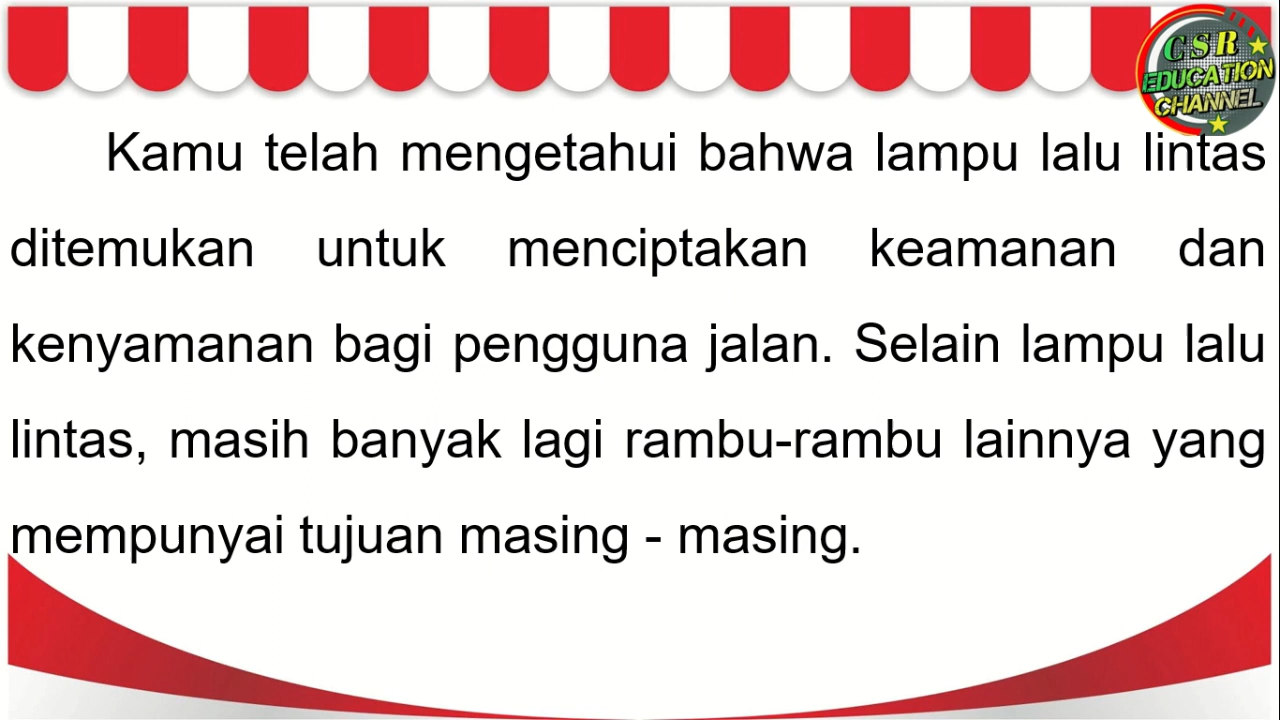 CSR
EDUCATION
CHANNEL
Kamu telah mengetahui bahwa lampu lalu lintas
ditemukan untuk menciptakan keamanan dan
kenyamanan bagi pengguna jalan. Selain lampu lalu
lintas, masih banyak lagi rambu-rambu lainnya yang
mempunyai tujuan masing - masing.